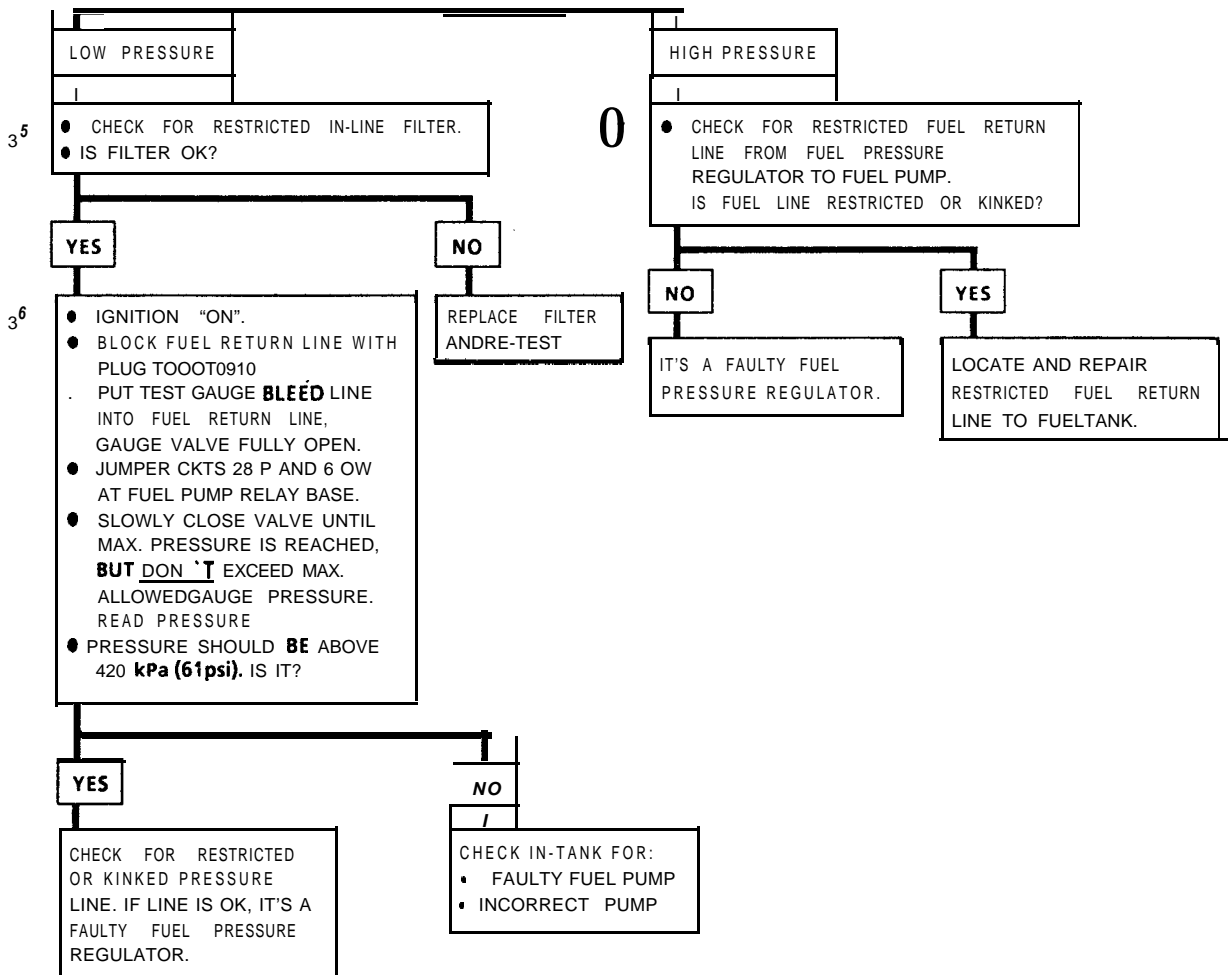 LOW PRESSURE
HIGH PRESSURE
3 5
• CHECK FOR RESTRICTED IN-LINE FILTER.
• IS FILTER OK?
0
• CHECK FOR RESTRICTED FUEL RETURN
LINE FROM FUEL PRESSURE
REGULATOR TO FUEL PUMP.
IS FUEL LINE RESTRICTED OR KINKED?
YES
NO
NO
YES
3 6
• IGNITION "ON".
• BLOCK FUEL RETURN LINE WITH
PLUG TOOOT0910
. PUT TEST GAUGE BLEED LINE
INTO FUEL RETURN LINE,
GAUGE VALVE FULLY OPEN.
• JUMPER CKTS 28 P AND 6 OW
AT FUEL PUMP RELAY BASE.
• SLOWLY CLOSE VALVE UNTIL
MAX. PRESSURE IS REACHED,
BUT DON 'T EXCEED MAX.
ALLOWEDGAUGE PRESSURE.
READ PRESSURE
• PRESSURE SHOULD BE ABOVE
420 kPa (61psi). IS IT?
REPLACE FILTER
ANDRE-TEST
IT'S A FAULTY FUEL
PRESSURE REGULATOR.
LOCATE AND REPAIR
RESTRICTED FUEL RETURN
LINE TO FUELTANK.
YES
NO
CHECK FOR RESTRICTED
OR KINKED PRESSURE
LINE. IF LINE IS OK, IT'S A
FAULTY FUEL PRESSURE
REGULATOR.
CHECK IN-TANK FOR:
• FAULTY FUEL PUMP
• INCORRECT PUMP